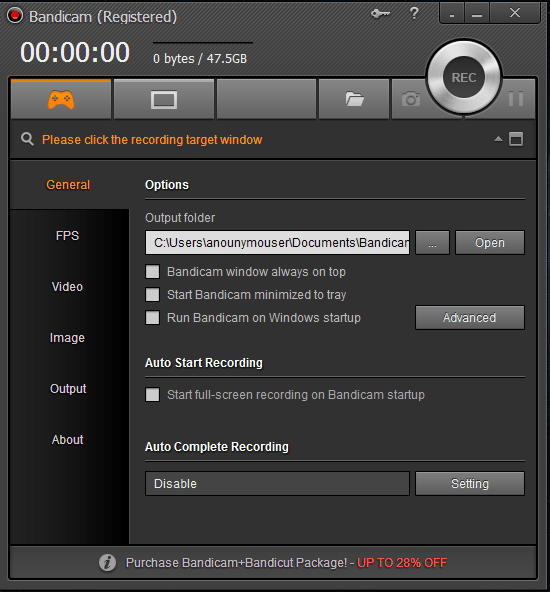 Bandicam (Registered)
?
00:00:00
0 bytes / 47.5GB
REC
Please click the recording target window
General
FPS
Video
Image
Output
About
Options
Output folder
C:\Users\anounymouser\Documents\Bandicam
...
Open
Bandicam window always on top
Start Bandicam minimized to tray
Run Bandicam on Windows startup
Advanced
Auto Start Recording
Start full-screen recording on Bandicam startup
Auto Complete Recording
Disable
Setting
Purchase Bandicam+Bandicut Package! - UP TO 28% OFF